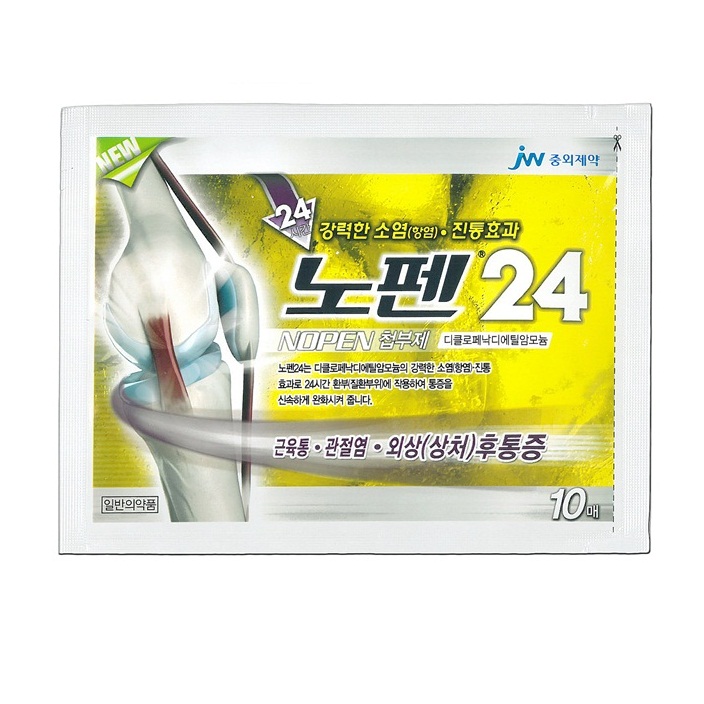 NEW
jw 중외제약
24
시간
강력한 소염(항염)·진통효과
노펜® 24
NOPEN 첩부제 디클로페낙디에틸암모늄
노펜24는 디클로페낙디에틸암모늄의 강력한 소염(항염)·진통
효과로 24시간 환부(질환부위)에 작용하여 통증을
신속하게 완화시켜 줍니다.
근육통·관절염·외상(상처)후통증
일반의약품
10매